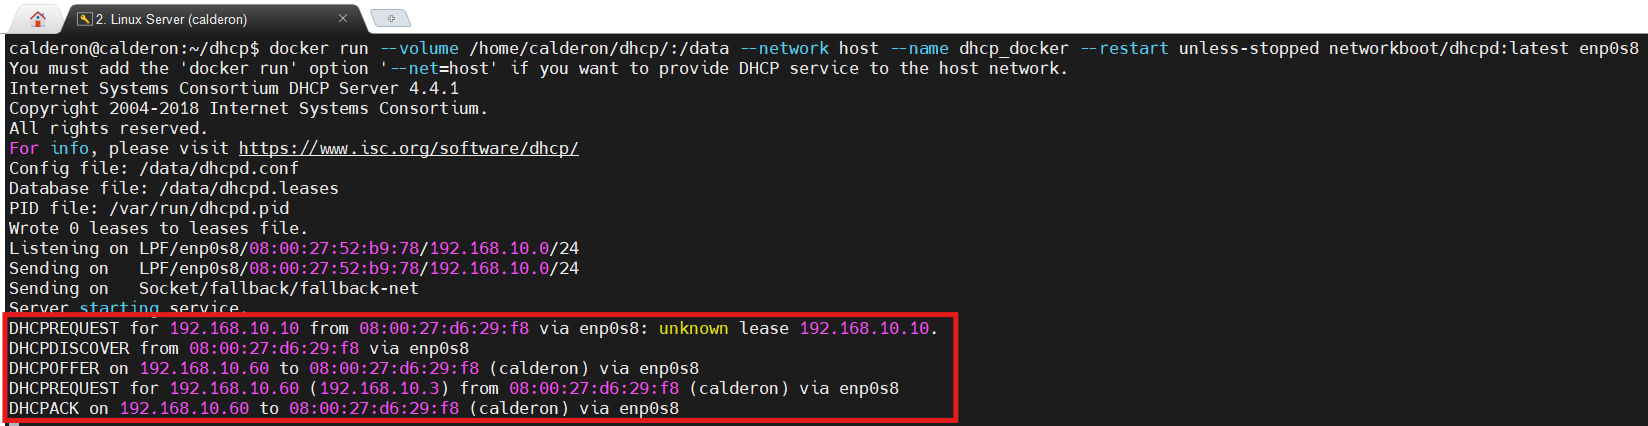 2. Linux Server (calderon)
calderon@calderon:~/dhcp$ docker run --volume /home/calderon/dhcp/:/data --network host --name dhcp_docker --restart unless-stopped networkboot/dhcpd:latest enp0s8
You must add the 'docker run' option '--net=host' if you want to provide DHCP service to the host network.
Internet Systems Consortium DHCP Server 4.4.1
Copyright 2004-2018 Internet Systems Consortium.
All rights reserved.
For info, please visit https://www.isc.org/software/dhcp/
Config file: /data/dhcpd.conf
Database file: /data/dhcpd.leases
PID file: /var/run/dhcpd.pid
Wrote 0 leases to leases file.
Listening on LPF/enp0s8/08:00:27:52:b9:78/192.168.10.0/24
Sending on   LPF/enp0s8/08:00:27:52:b9:78/192.168.10.0/24
Sending on   Socket/fallback/fallback-net
Server starting service.
DHCPREQUEST for 192.168.10.10 from 08:00:27:d6:29:f8 via enp0s8: unknown lease 192.168.10.10.
DHCPDISCOVER from 08:00:27:d6:29:f8 via enp0s8
DHCPOFFER on 192.168.10.60 to 08:00:27:d6:29:f8 (calderon) via enp0s8
DHCPREQUEST for 192.168.10.60 (192.168.10.3) from 08:00:27:d6:29:f8 (calderon) via enp0s8
DHCPACK on 192.168.10.60 to 08:00:27:d6:29:f8 (calderon) via enp0s8